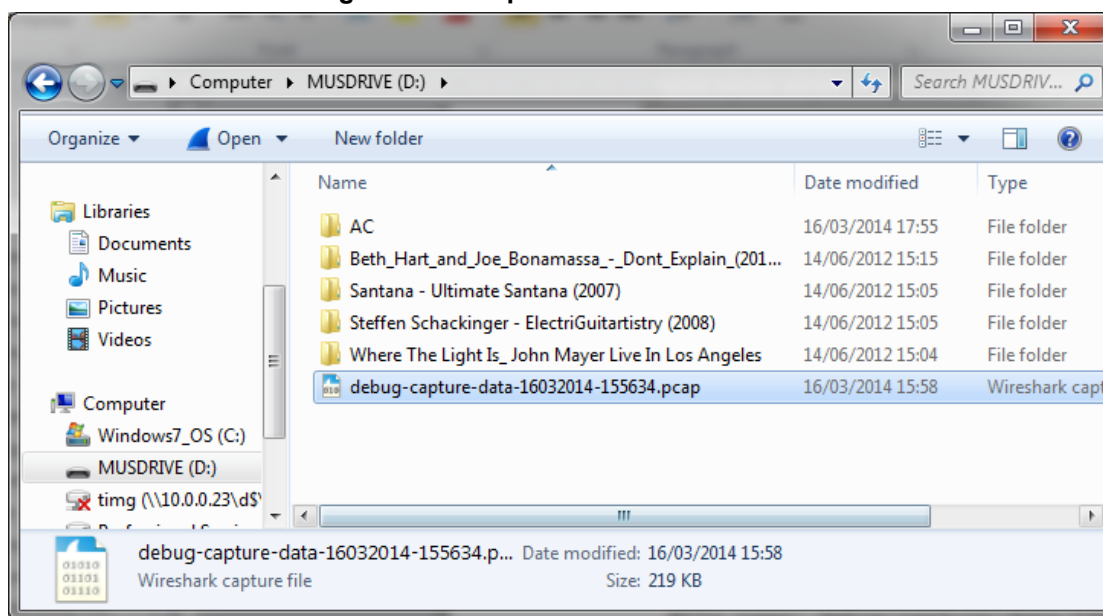 Computer MUSDRIVE (D:)
Search MUSDRIV...
Organize Open New folder
Name Date modified Type
Libraries
Documents
Music
Pictures
Videos
Computer
Windows7_OS (C:)
MUSDRIVE (D:)
timg (\\10.0.0.23\d$
AC 16/03/2014 17:55 File folder
Beth_Hart_and_Joe_Bonamassa_-_Dont_Explain_(201... 14/06/2012 15:15 File folder
Santana - Ultimate Santana (2007) 14/06/2012 15:05 File folder
Steffen Schackinger - ElectriGuitartistry (2008) 14/06/2012 15:05 File folder
Where The Light Is_ John Mayer Live In Los Angeles 14/06/2012 15:04 File folder
debug-capture-data-16032014-155634.pcap 16/03/2014 15:58 Wireshark capt
debug-capture-data-16032014-155634.p... Date modified: 16/03/2014 15:58
Wireshark capture file Size: 219 KB
01010
01101
01110